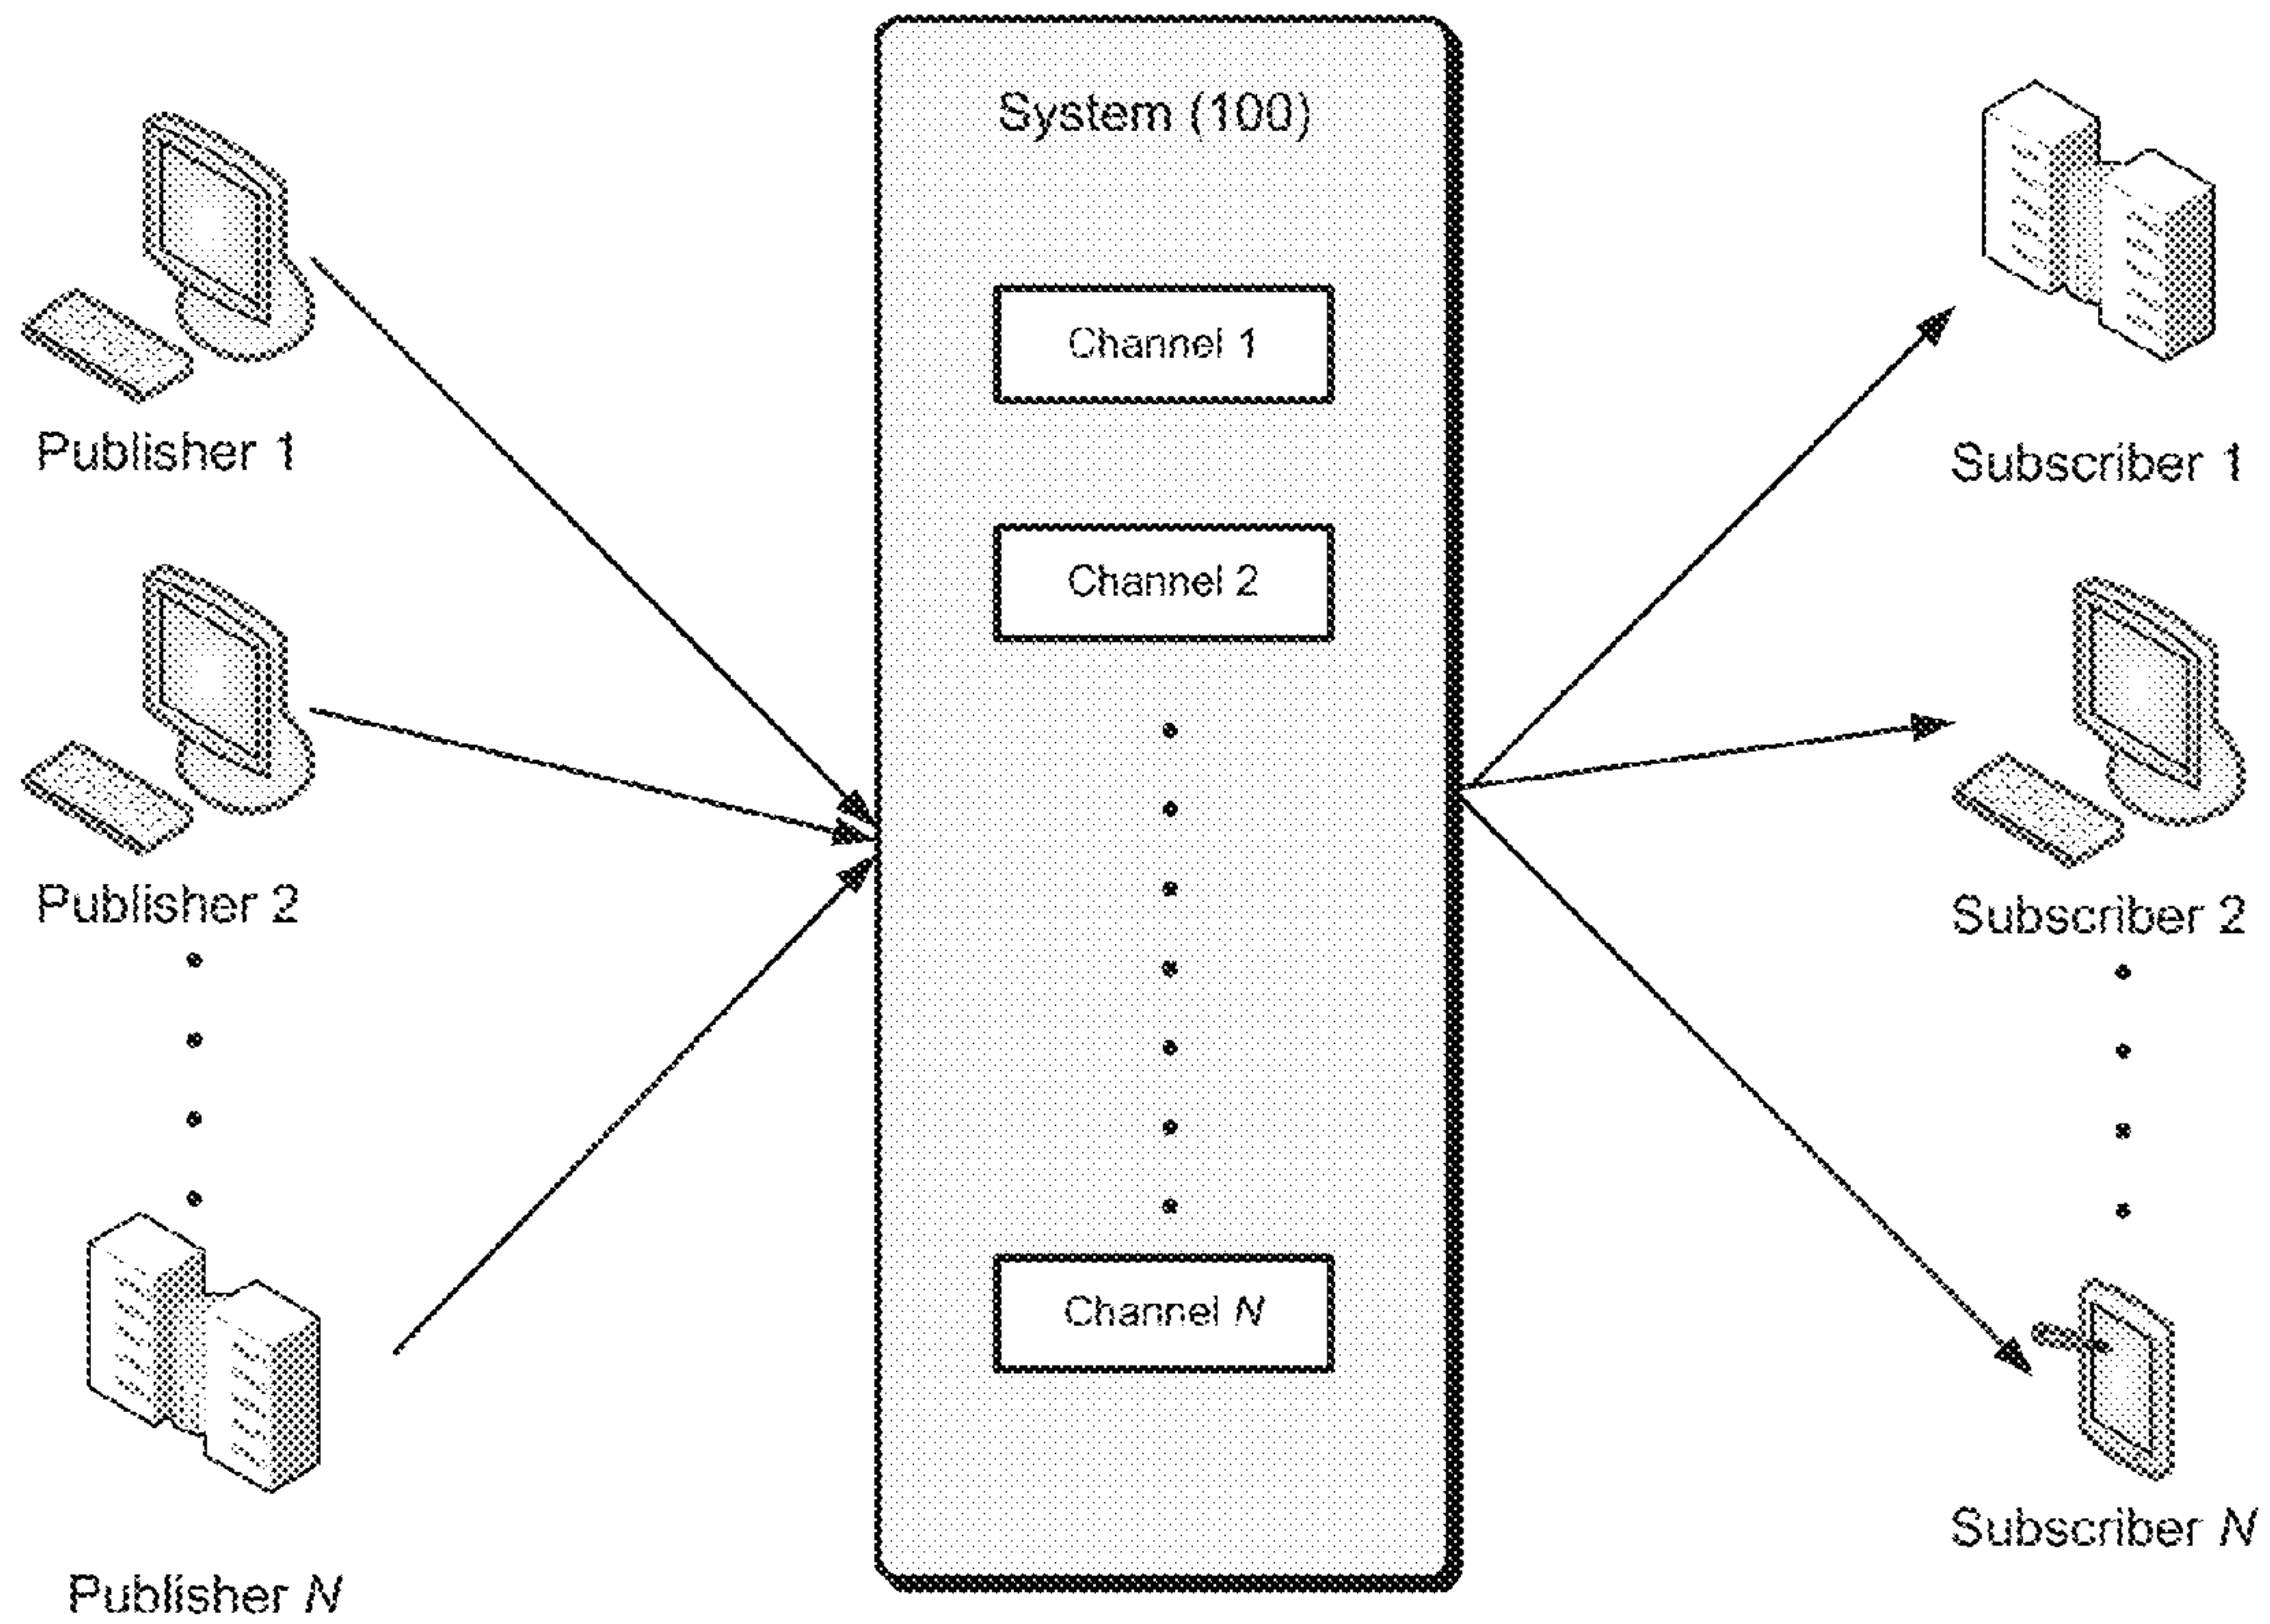 System (100)
Publisher 1
Publisher 2
Publisher N
Channel 1
Channel 2
Channel N
Subscriber 1
Subscriber 2
Subscriber N